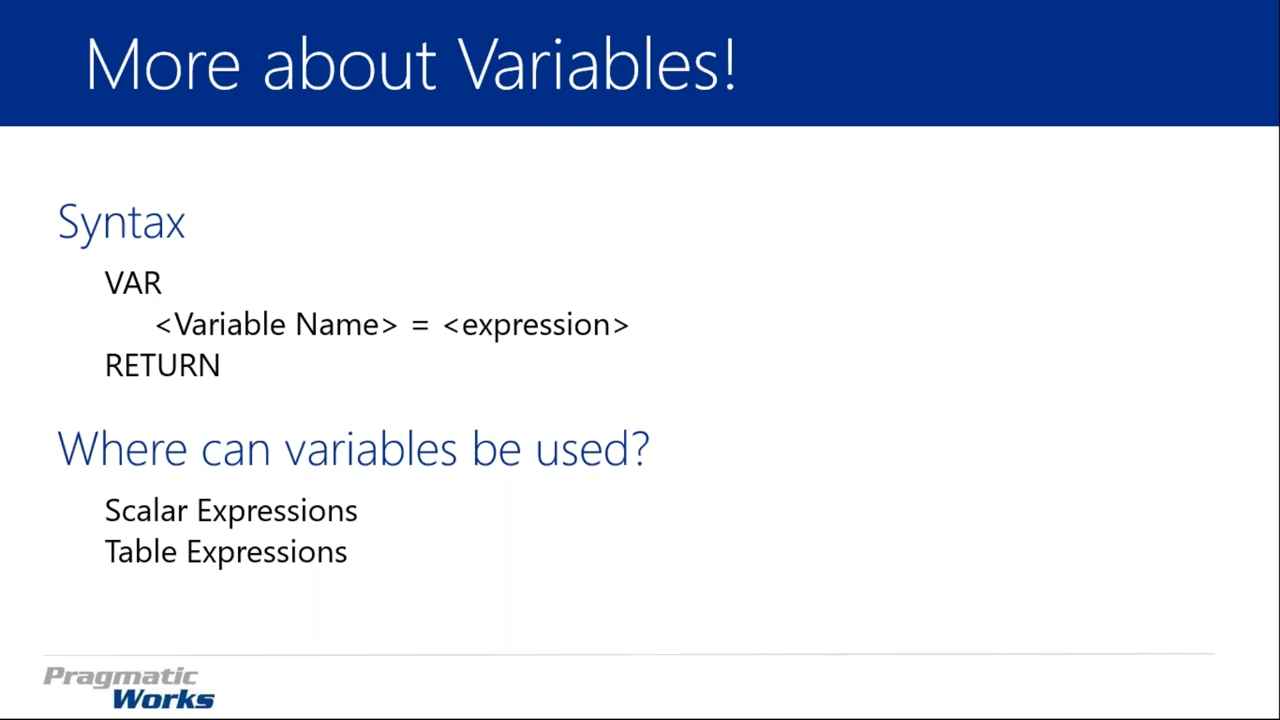 More about Variables!
Syntax
VAR
<Variable Name> = <expression>
RETURN
Where can variables be used?
Scalar Expressions
Table Expressions
Pragmatic
Works